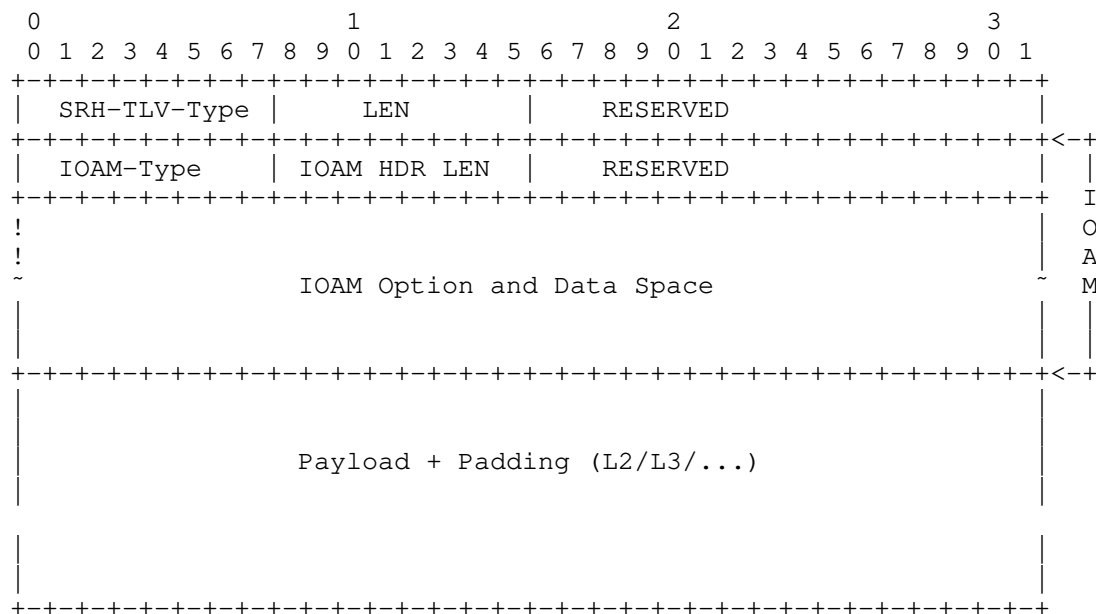 0                   1                   2                   3
 0 1 2 3 4 5 6 7 8 9 0 1 2 3 4 5 6 7 8 9 0 1 2 3 4 5 6 7 8 9 0 1
+-+-+-+-+-+-+-+-+-+-+-+-+-+-+-+-+-+-+-+-+-+-+-+-+-+-+-+-+-+-+-+-+
|  SRH-TLV-Type |     LEN       |    RESERVED                   |
+-+-+-+-+-+-+-+-+-+-+-+-+-+-+-+-+-+-+-+-+-+-+-+-+-+-+-+-+-+-+-+-+<-+
|  IOAM-Type    | IOAM HDR LEN  |    RESERVED                   |  |
+-+-+-+-+-+-+-+-+-+-+-+-+-+-+-+-+-+-+-+-+-+-+-+-+-+-+-+-+-+-+-+-+  I
!                                                               |  O
!                                                               |  A
~                 IOAM Option and Data Space                    ~  M
|                                                               |  |
|                                                               |  |
+-+-+-+-+-+-+-+-+-+-+-+-+-+-+-+-+-+-+-+-+-+-+-+-+-+-+-+-+-+-+-+-+<-+
|                                                               |
|                                                               |
|                 Payload + Padding (L2/L3/...)                 |
|                                                               |
|                                                               |
|                                                               |
+-+-+-+-+-+-+-+-+-+-+-+-+-+-+-+-+-+-+-+-+-+-+-+-+-+-+-+-+-+-+-+-+